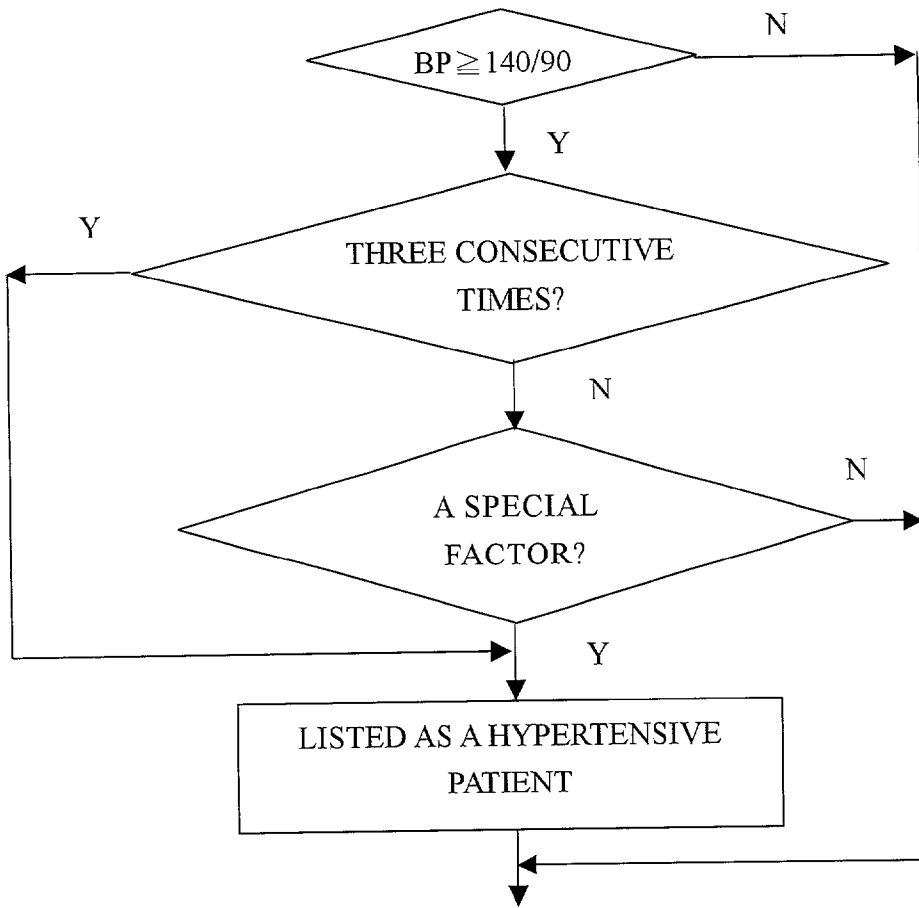 N
BP≧140/90
Y
Y
THREE CONSECUTIVE
TIMES?
N
N
A SPECIAL
FACTOR?
Y
LISTED AS A HYPERTENSIVE
PATIENT